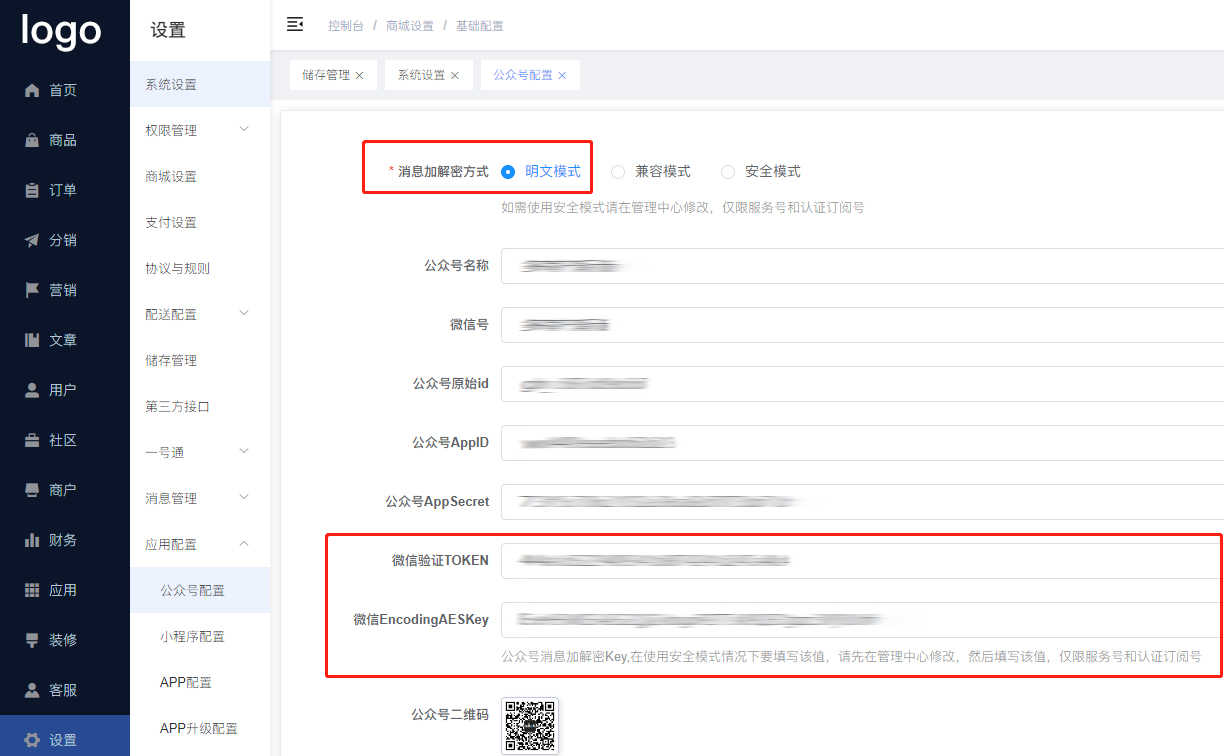 logo
首页
商品
订单
分销
营销
文章
用户
社区
商户
财务
应用
装修
客服
设置
设置
系统设置
权限管理
商城设置
支付设置
协议与规则
配送配置
储存管理
第三方接口
一号通
消息管理
应用配置
公众号配置
小程序配置
APP配置
APP升级配置
控制台 / 商城设置 / 基础配置
储存管理 × 系统设置 × 公众号配置 ×
* 消息加解密方式 明文模式 兼容模式 安全模式
如需使用安全模式请在管理中心修改，仅限服务号和认证订阅号
公众号名称
微信号
公众号原始id
公众号AppID
公众号AppSecret
微信验证TOKEN
微信EncodingAESKey
公众号消息加解密Key,在使用安全模式情况下要填写该值，请先在管理中心修改，然后填写该值，仅限服务号和认证订阅号
公众号二维码